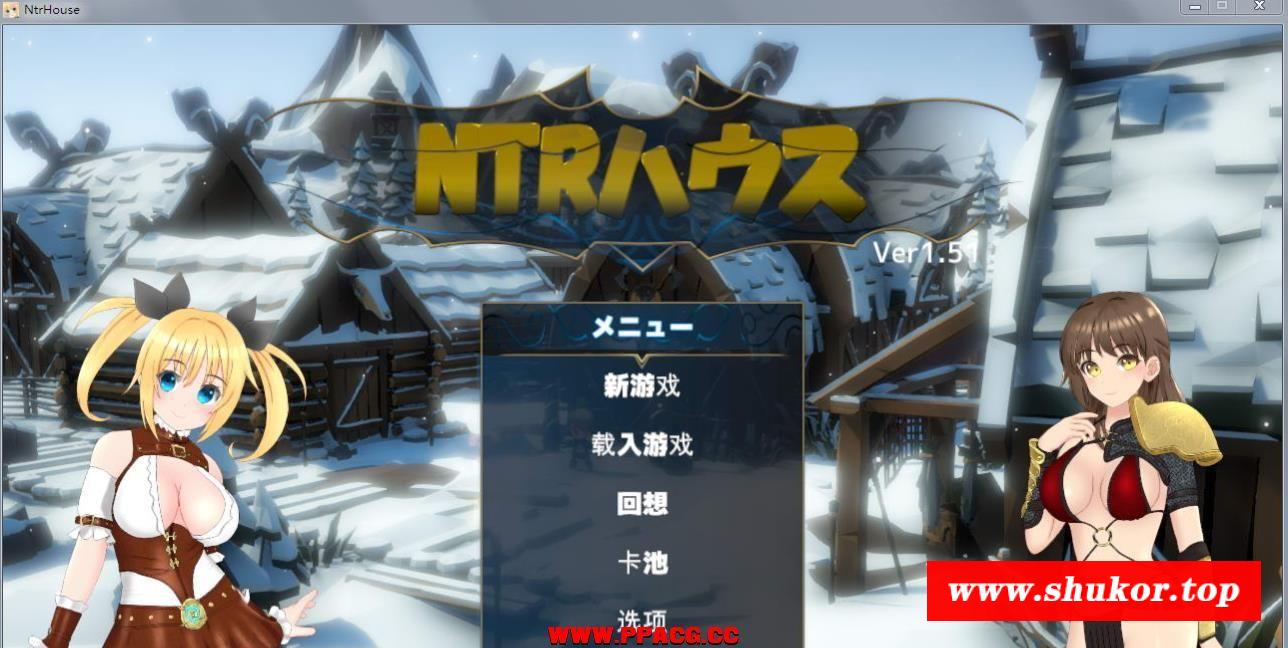 NtrHouse
NTRハウス
Ver1.51
メニュー
新游戏
载入游戏
回想
卡池
选项
www.shukor.top
WWW.PPACG.CC